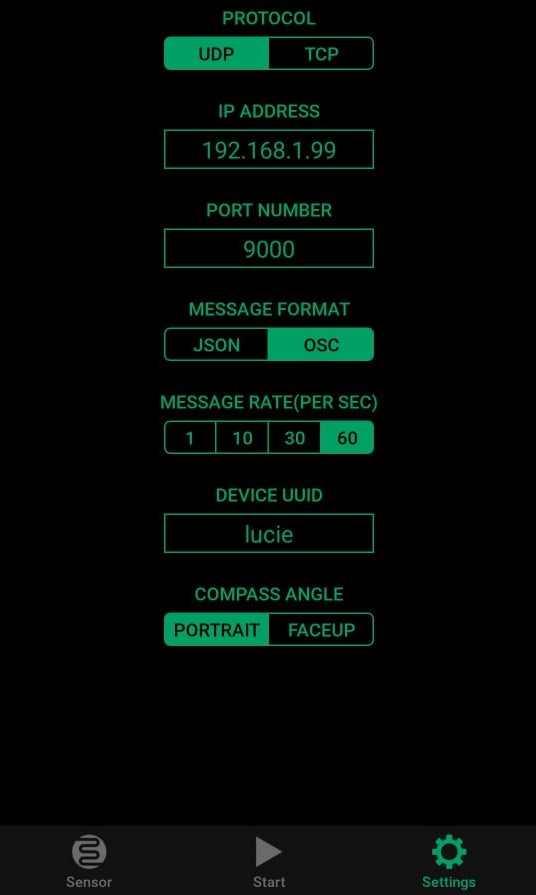 PROTOCOL
UDP TCP
IP ADDRESS
192.168.1.99
PORT NUMBER
9000
MESSAGE FORMAT
JSON OSC
MESSAGE RATE(PER SEC)
1 10 30 60
DEVICE UUID
lucie
COMPASS ANGLE
PORTRAIT FACEUP
Sensor Start Settings